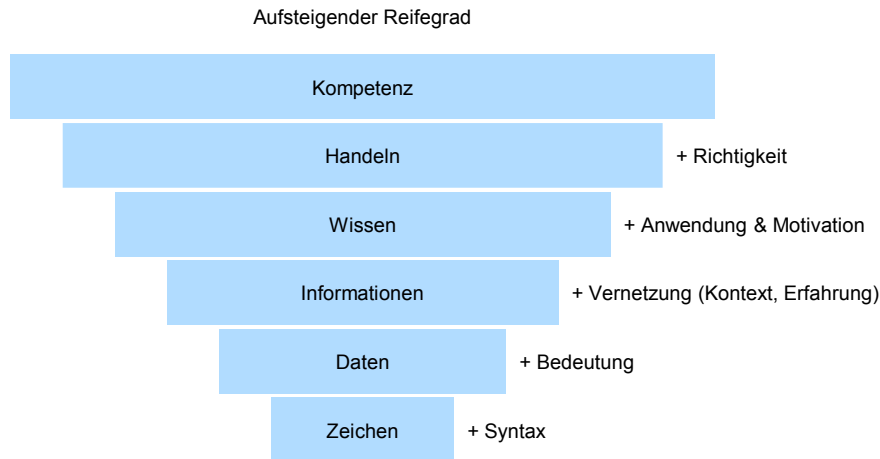 Aufsteigender Reifegrad
Kompetenz
Handeln
+ Richtigkeit
Wissen
+ Anwendung & Motivation
Informationen
+ Vernetzung (Kontext, Erfahrung)
Daten
+ Bedeutung
Zeichen
+ Syntax